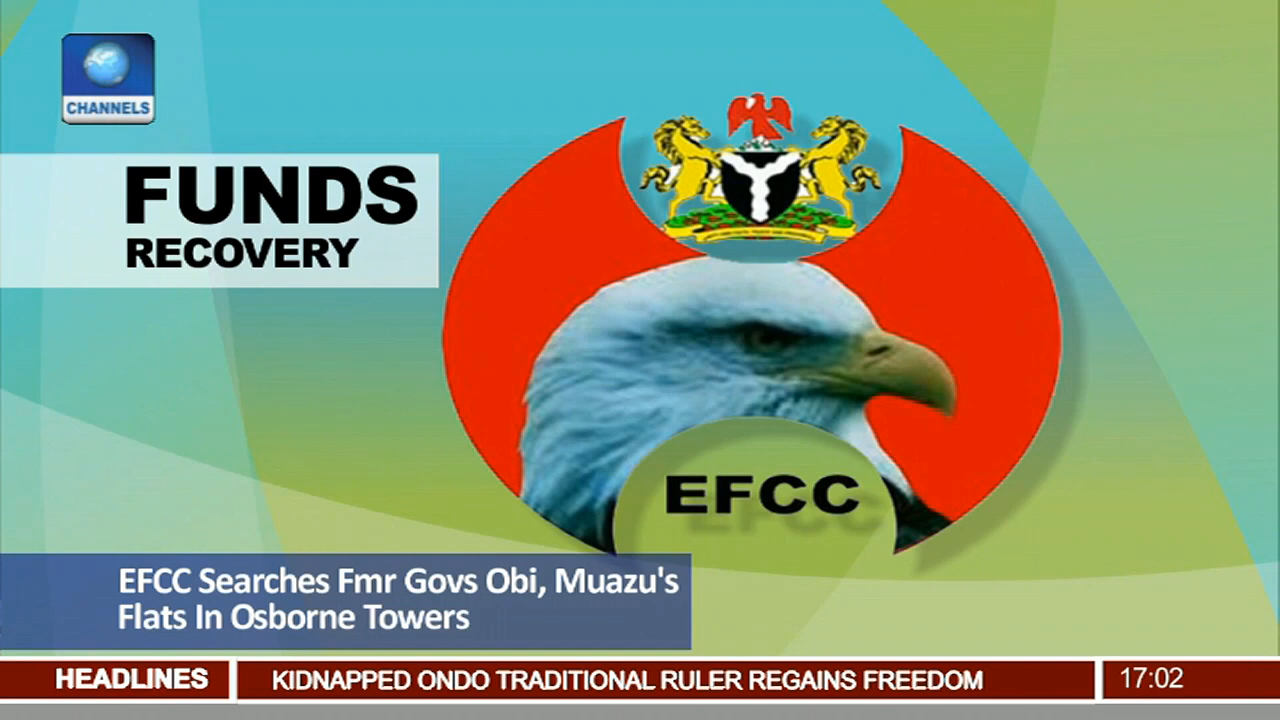 CHANNELS
FUNDS
RECOVERY
EFCC
EFCC Searches Fmr Govs Obi, Muazu's
Flats In Osborne Towers
HEADLINES
KIDNAPPED ONDO TRADITIONAL RULER REGAINS FREEDOM
17:02